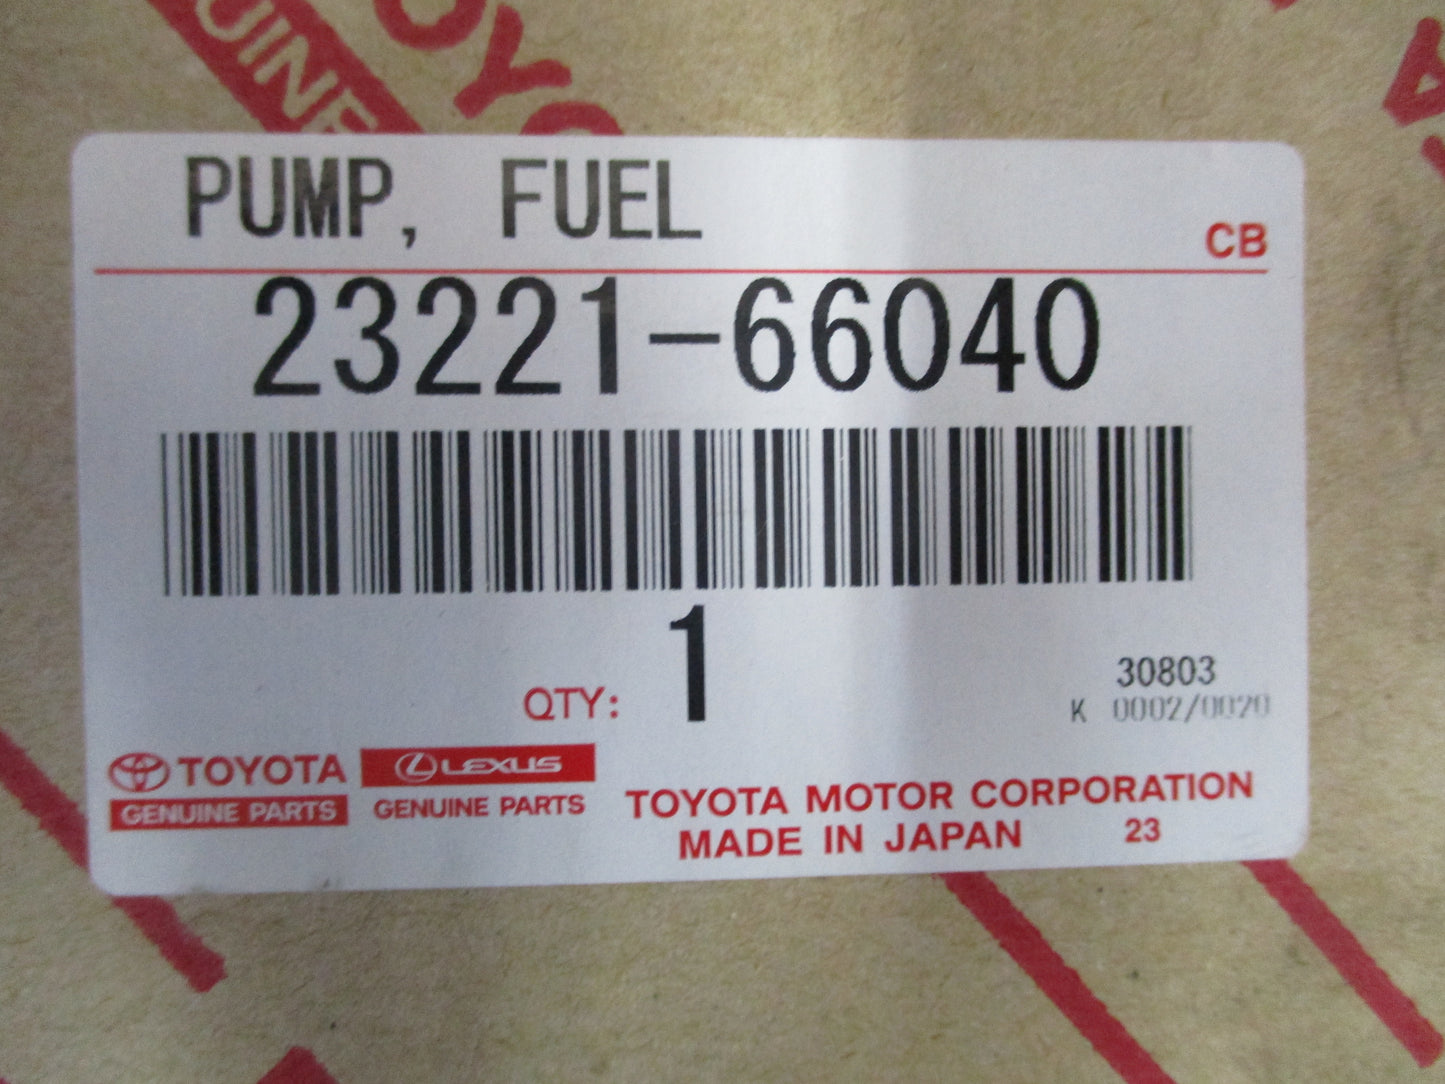 PUMP, FUEL
CB
23221-66040
1
QTY:
30803
K 0002/0020
TOYOTA
GENUINE PARTS
LEXUS
GENUINE PARTS
TOYOTA MOTOR CORPORATION
MADE IN JAPAN 23